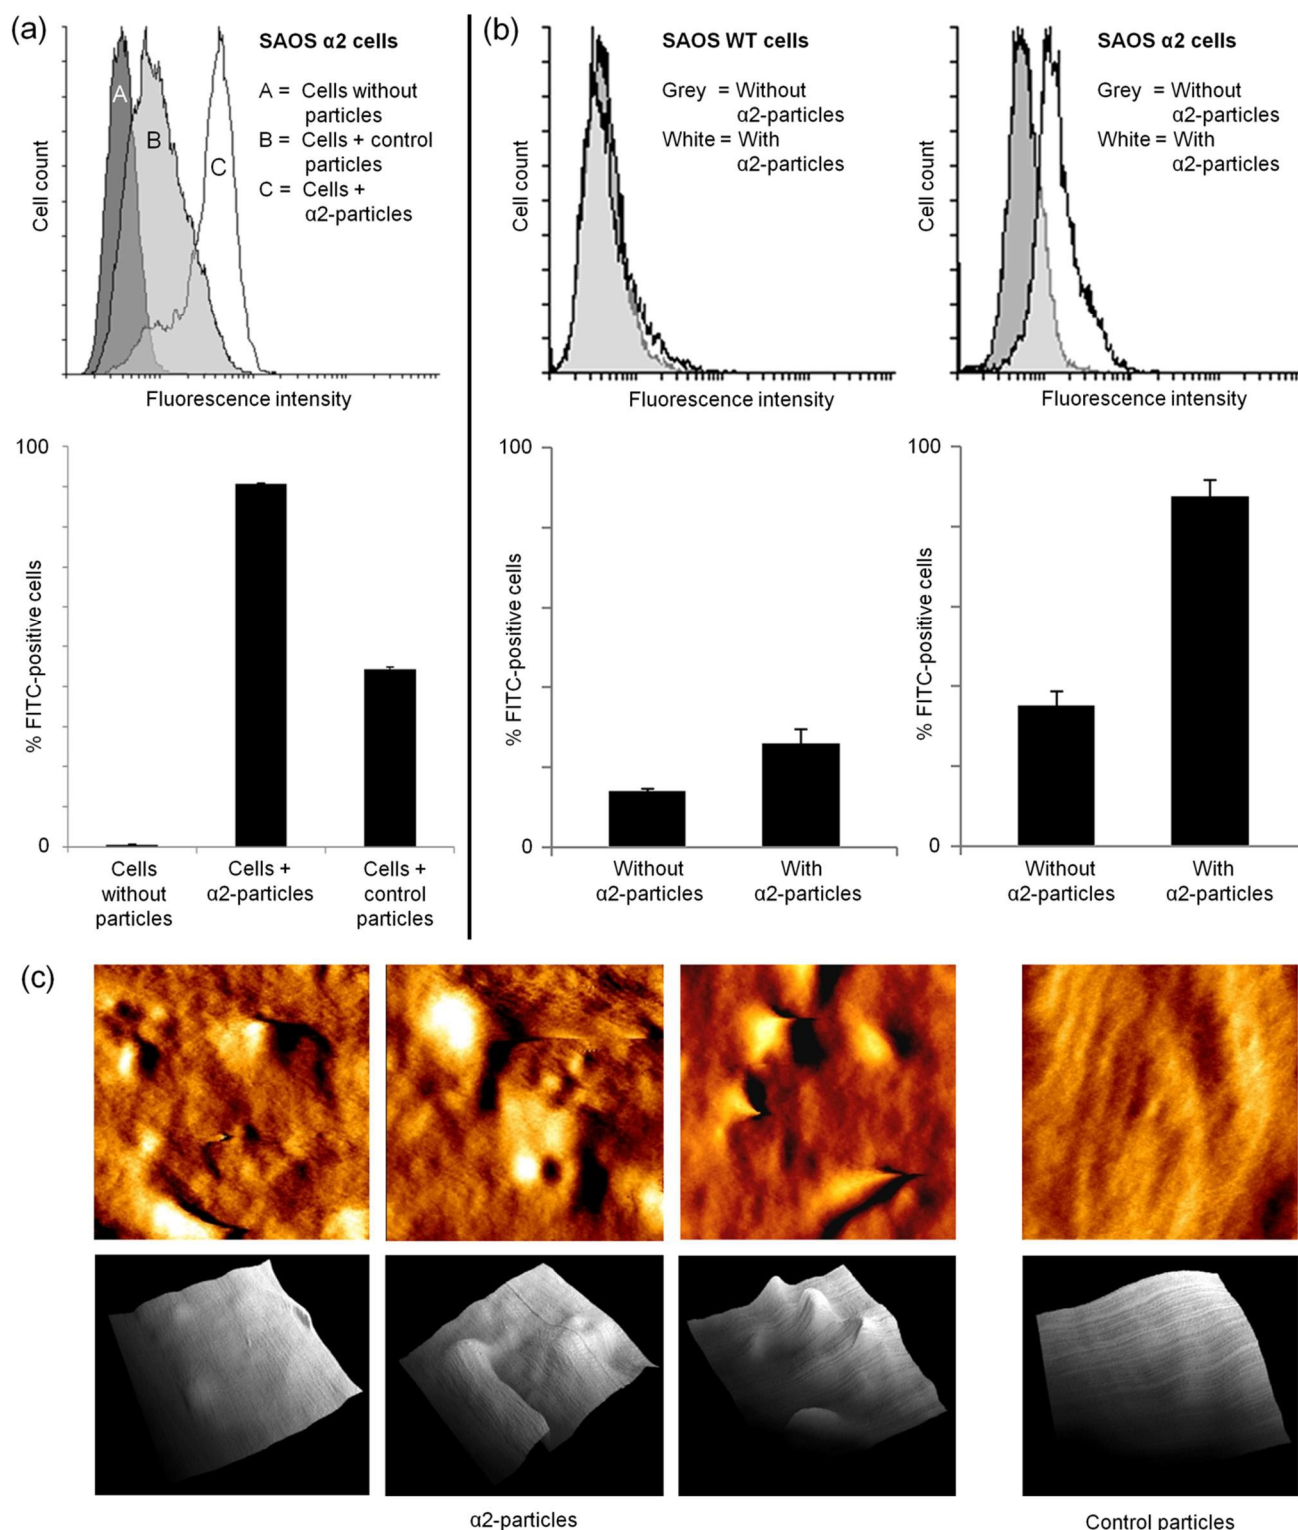 (a)
SAOS α2 cells
A = Cells without
particles
B = Cells + control
particles
C = Cells +
α2-particles
A
B
C
Cell count
Fluorescence intensity
100
% FITC-positive cells
0
Cells
without
particles
Cells +
α2-particles
Cells +
control
particles
(b)
SAOS WT cells
Grey = Without
α2-particles
White = With
α2-particles
Cell count
Fluorescence intensity
SAOS α2 cells
Grey = Without
α2-particles
White = With
α2-particles
Cell count
Fluorescence intensity
100
% FITC-positive cells
0
Without
α2-particles
With
α2-particles
100
% FITC-positive cells
0
Without
α2-particles
With
α2-particles
(c)
α2-particles
Control particles